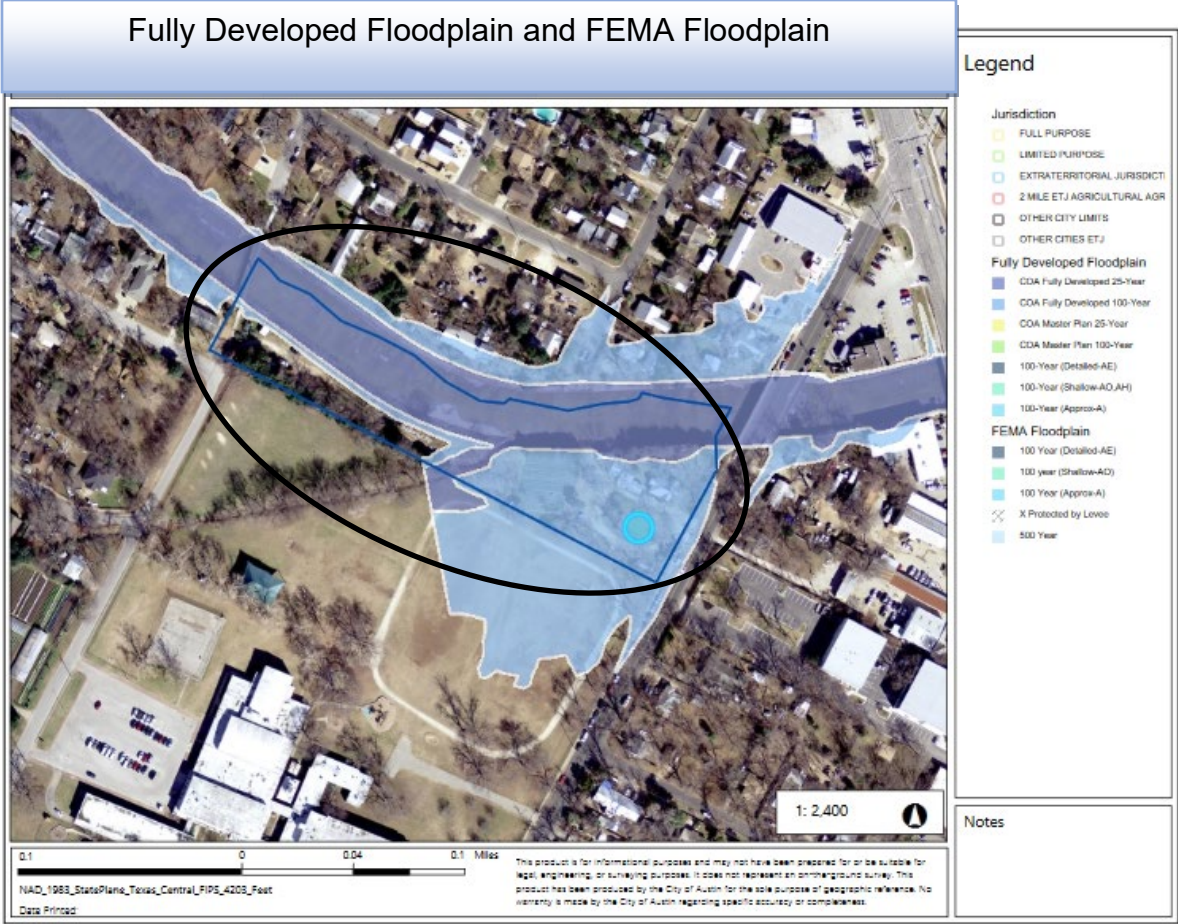 Fully Developed Floodplain and FEMA Floodplain
Legend
Jurisdiction
FULL PURPOSE
LIMITED PURPOSE
EXTRATERRITORIAL JURISDICTI
2 MILE ETJ AGRICULTURAL AGR
OTHER CITY LIMITS
OTHER CITIES ETJ
Fully Developed Floodplain
COA Fully Developed 25-Year
COA Fully Developed 100-Year
COA Master Plan 25-Year
COA Master Plan 100-Year
100-Year (Detailed-AE)
100-Year (Shallow-AO,AH)
100-Year (Approx-A)
FEMA Floodplain
100 Year (Detailed-AE)
100 year (Shallow-AO)
100 Year (Approx-A)
X Protected by Levee
500 Year
1: 2,400
Notes
0.1 0 0.04 0.1 Miles
NAD_1983_StatePlane_Texas_Central_FIPS_4203_Feet
Date Printed:
This product is for informational purposes and may not have been prepared for or be suitable for
legal, engineering, or surveying purposes. It does not represent an on-the-ground survey. This
product has been produced by the City of Austin for the sole purpose of geographic reference. No
warranty is made by the City of Austin regarding specific accuracy or completeness.